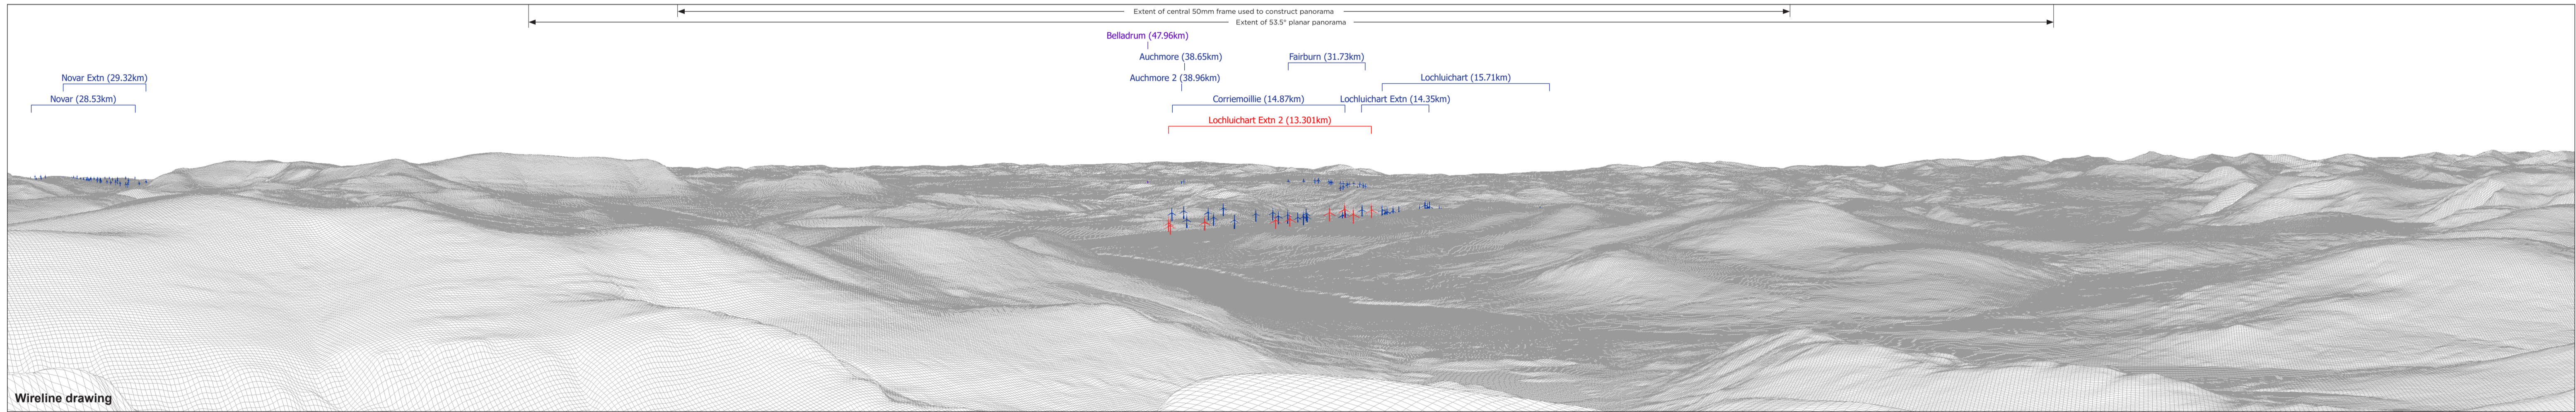 Extent of central 50mm frame used to construct panorama
Extent of 53.5° planar panorama
Belladrum (47.96km)
Auchmore (38.65km)
Fairburn (31.73km)
Novar Extn (29.32km)
Auchmore 2 (38.96km)
Lochluichart (15.71km)
Novar (28.53km)
Corriemoillie (14.87km)
Lochluichart Extn (14.35km)
Lochluichart Extn 2 (13.301km)
Wireline drawing